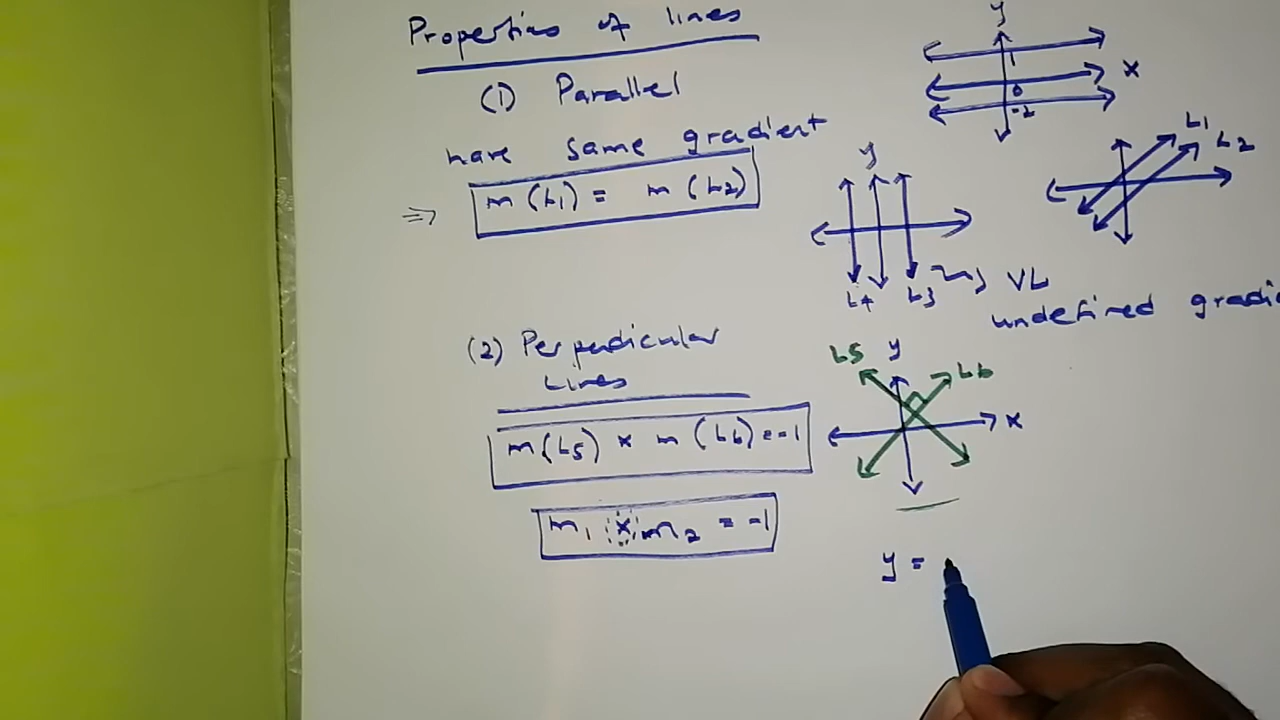 Properties of lines
(1) Parallel
have same gradient
⇒ m (L1) = m (L2)
y
1
0
-2
x
L1
L2
y
L4
L3
VL
undefined gradie
(2) Perpendicular
Lines
m(L5) x m (L6) = -1
m1 x m2 = -1
L5
y
L6
x
y =